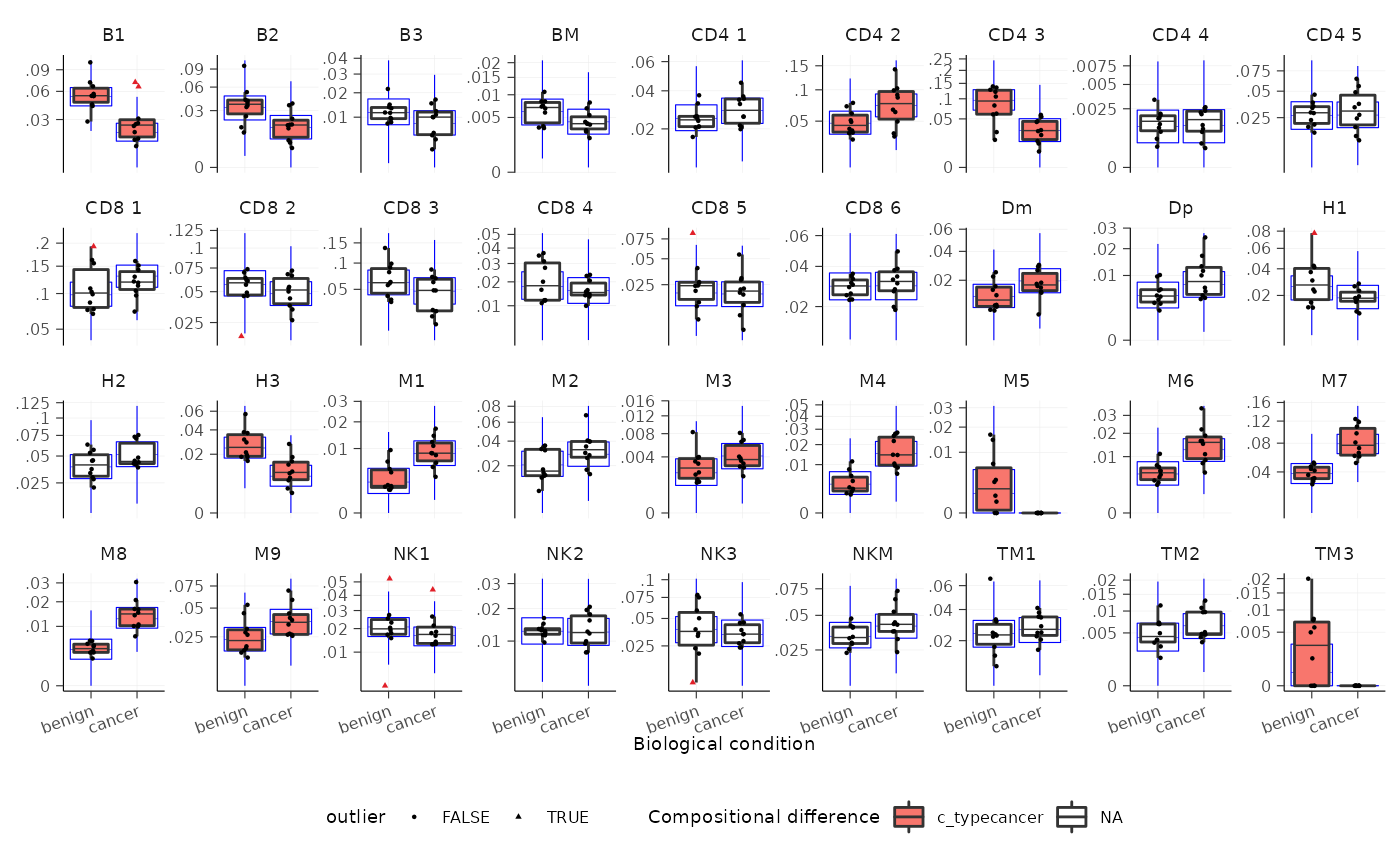 B1 B2 B3 BM CD4 1 CD4 2 CD4 3 CD4 4 CD4 5
.09 .06 .03
.09 .06 .03 0
.04 .03 .02 .01
.02 .015 .01 .005 0
.06 .04 .02
.15 .1 .05
.25 .2 .15 .1 .05 0
.0075 .005 .0025 0
.075 .05 .025
CD8 1 CD8 2 CD8 3 CD8 4 CD8 5 CD8 6 Dm Dp H1
.2 .15 .1 .05
.125 .1 .075 .05 .025
.15 .1 .05
.05 .04 .03 .02 .01
.075 .05 .025
.06 .04 .02
.06 .04 .02
.03 .02 .01 0
.08 .06 .04 .02
H2 H3 M1 M2 M3 M4 M5 M6 M7
.125 .1 .075 .05 .025
.06 .04 .02 0
.03 .02 .01 0
.08 .06 .04 .02
.016 .012 .008 .004 0
.05 .04 .03 .02 .01 0
.03 .02 .01 0
.03 .02 .01 0
.16 .12 .08 .04
M8 M9 NK1 NK2 NK3 NKM TM1 TM2 TM3
.03 .02 .01 0
.075 .05 .025
.05 .04 .03 .02 .01
.03 .02 .01
.1 .075 .05 .025
.075 .05 .025
.06 .04 .02
.02 .015 .01 .005 0
.02 .015 .01 .005 0
benign cancer benign cancer benign cancer benign cancer benign cancer benign cancer benign cancer benign cancer benign cancer
Biological condition
outlier FALSE TRUE Compositional difference c_typecancer NA